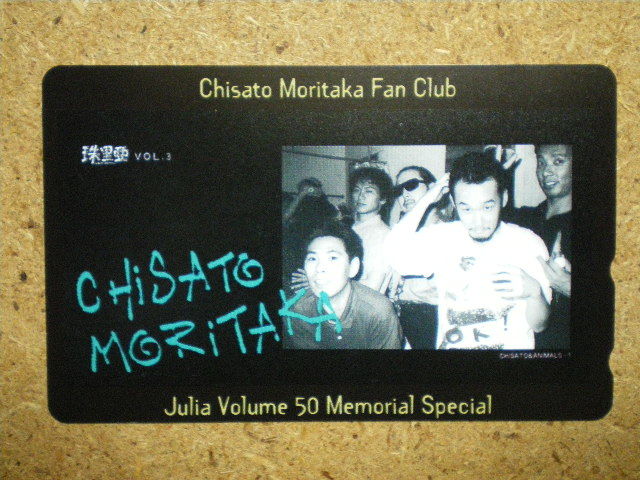 Chisato Moritaka Fan Club
珠里亜 VOL.3
CHiSATO
MORiTAKA
OK!
CHISATO&ANIMALS-1
Julia Volume 50 Memorial Special